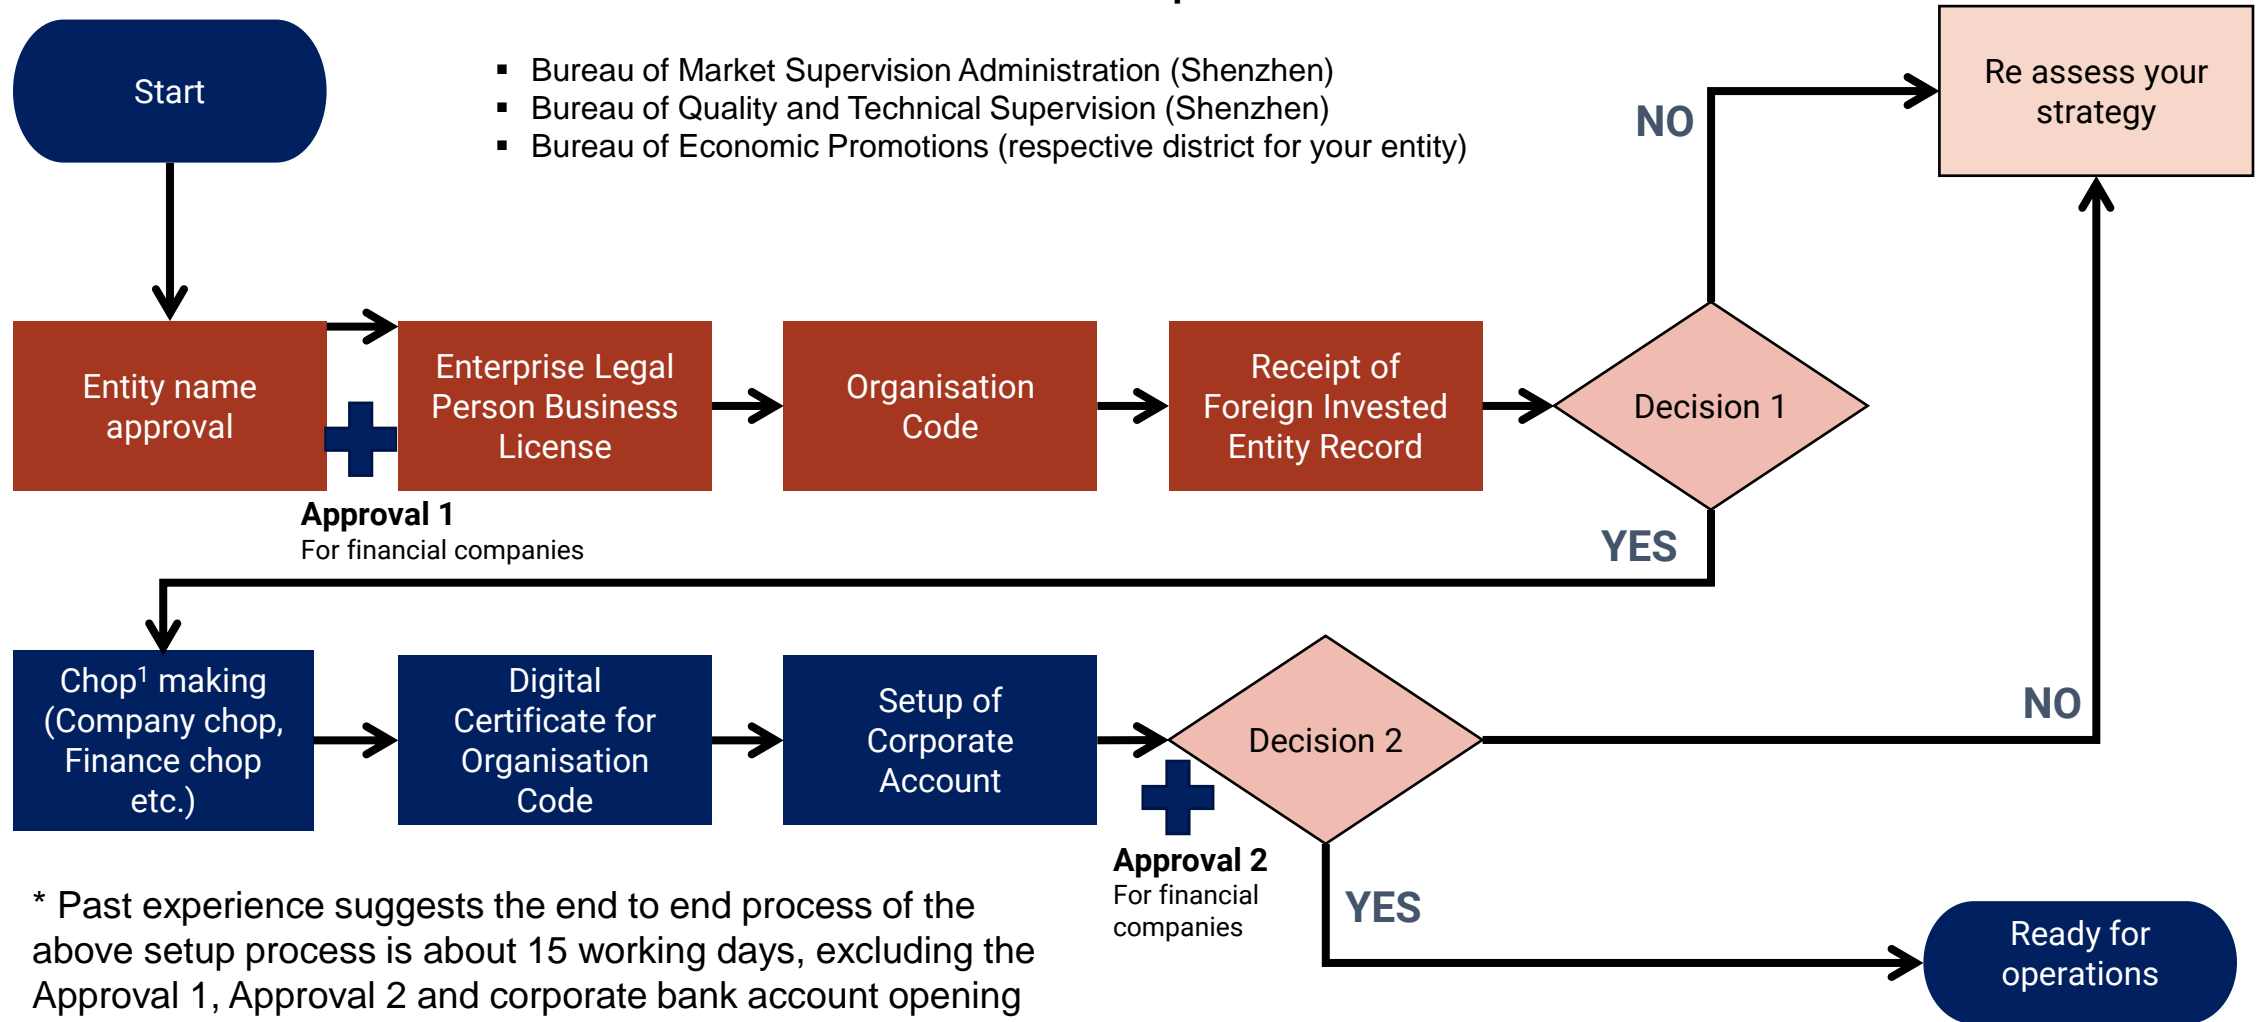 Start
▪ Bureau of Market Supervision Administration (Shenzhen)
▪ Bureau of Quality and Technical Supervision (Shenzhen)
▪ Bureau of Economic Promotions (respective district for your entity)
NO
Re assess your
strategy
Entity name
approval
Enterprise Legal
Person Business
License
Organisation
Code
Receipt of
Foreign Invested
Entity Record
Decision 1
Approval 1
For financial companies
YES
Chop¹ making
(Company chop,
Finance chop
etc.)
Digital
Certificate for
Organisation
Code
Setup of
Corporate
Account
Decision 2
NO
Approval 2
For financial
companies
YES
Ready for
operations
* Past experience suggests the end to end process of the
above setup process is about 15 working days, excluding the
Approval 1, Approval 2 and corporate bank account opening